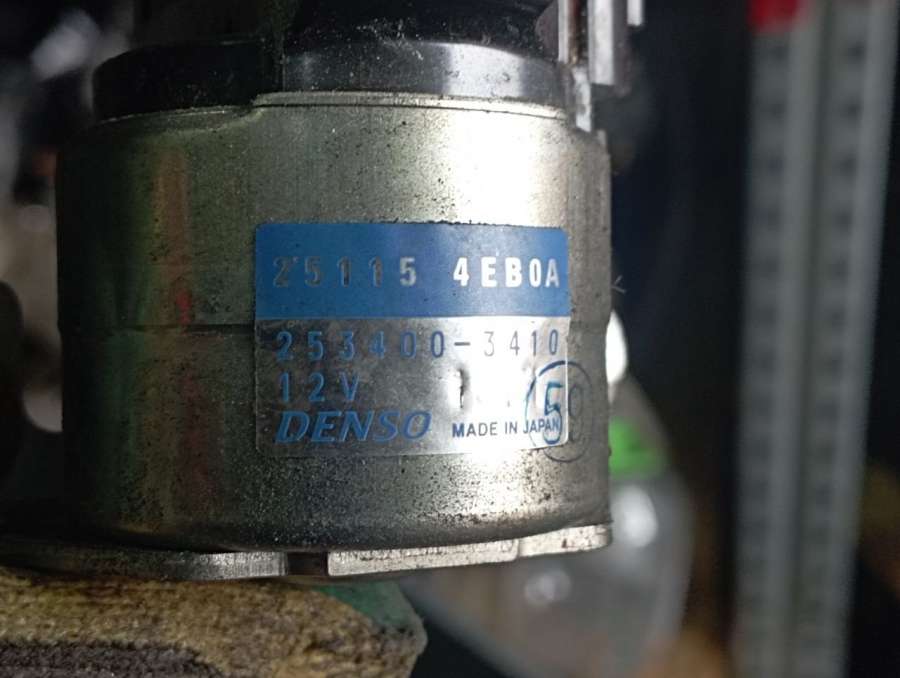 25115 4EB0A
253400-3410
12V
DENSO MADE IN JAPAN